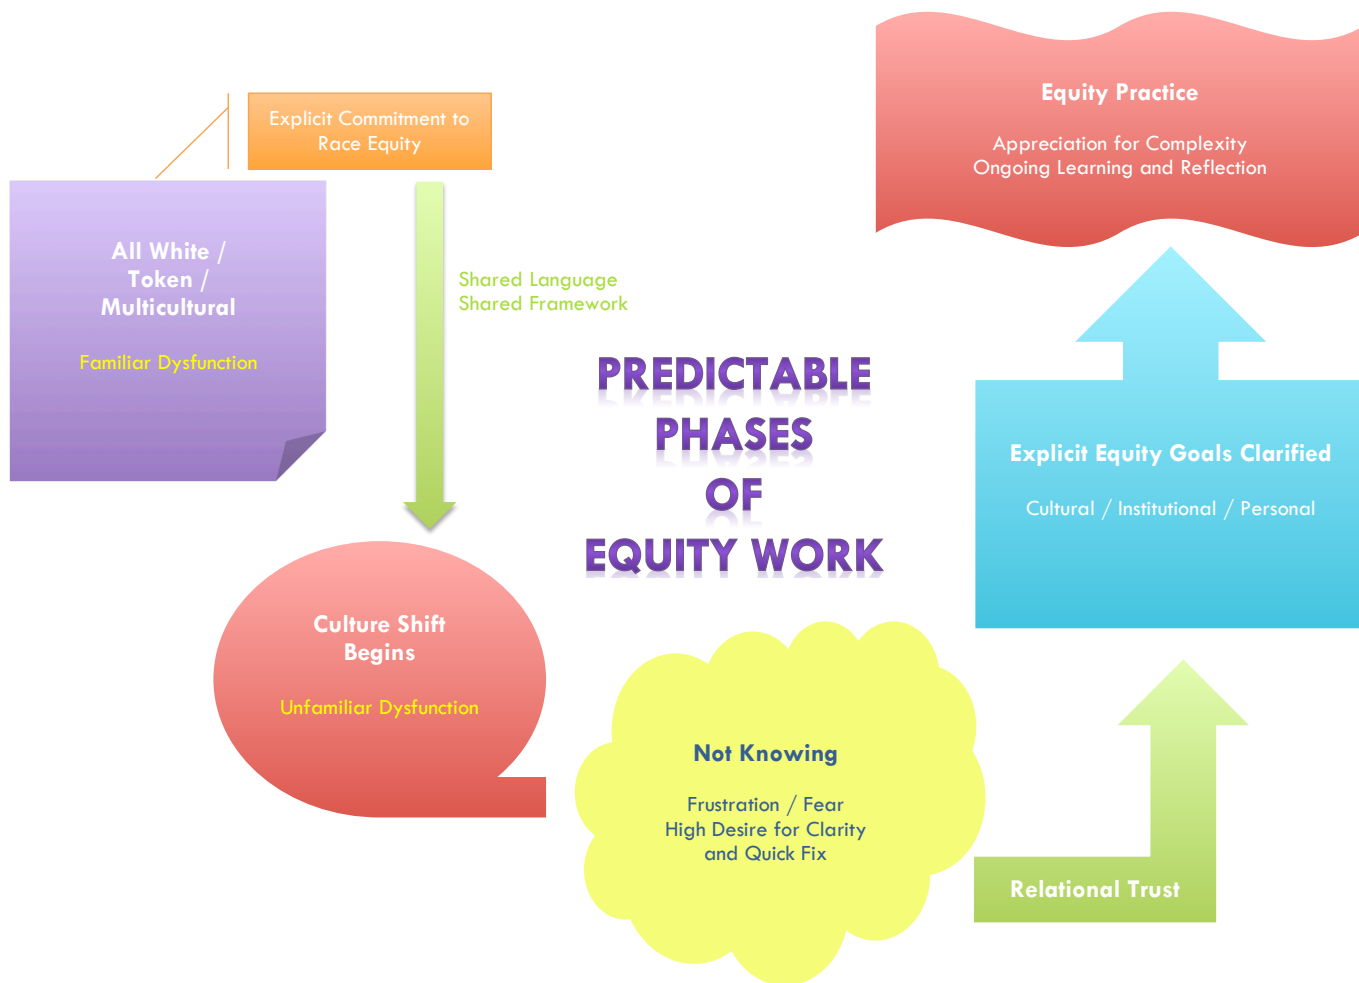 Explicit Commitment to
Race Equity
All White /
Token /
Multicultural
Familiar Dysfunction
Shared Language
Shared Framework
PREDICTABLE
PHASES
OF
EQUITY WORK
Culture Shift
Begins
Unfamiliar Dysfunction
Not Knowing
Frustration / Fear
High Desire for Clarity
and Quick Fix
Relational Trust
Explicit Equity Goals Clarified
Cultural / Institutional / Personal
Equity Practice
Appreciation for Complexity
Ongoing Learning and Reflection